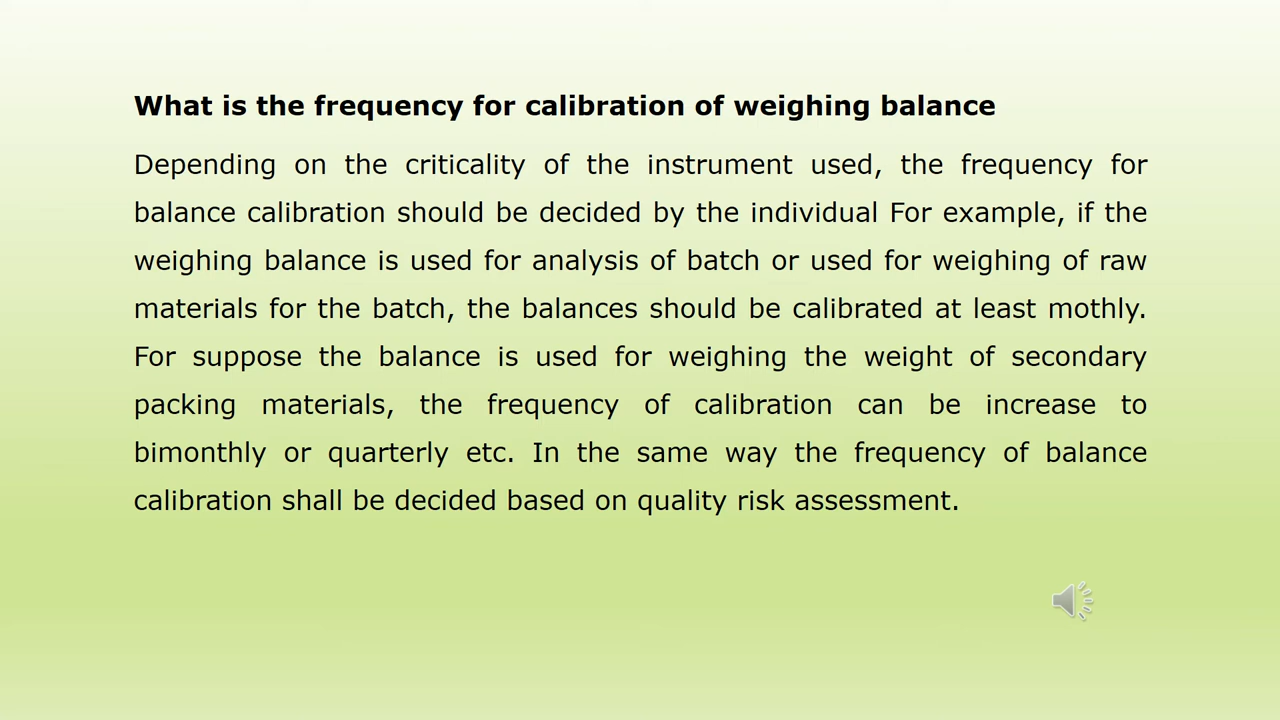 What is the frequency for calibration of weighing balance
Depending on the criticality of the instrument used, the frequency for
balance calibration should be decided by the individual For example, if the
weighing balance is used for analysis of batch or used for weighing of raw
materials for the batch, the balances should be calibrated at least mothly.
For suppose the balance is used for weighing the weight of secondary
packing materials, the frequency of calibration can be increase to
bimonthly or quarterly etc. In the same way the frequency of balance
calibration shall be decided based on quality risk assessment.